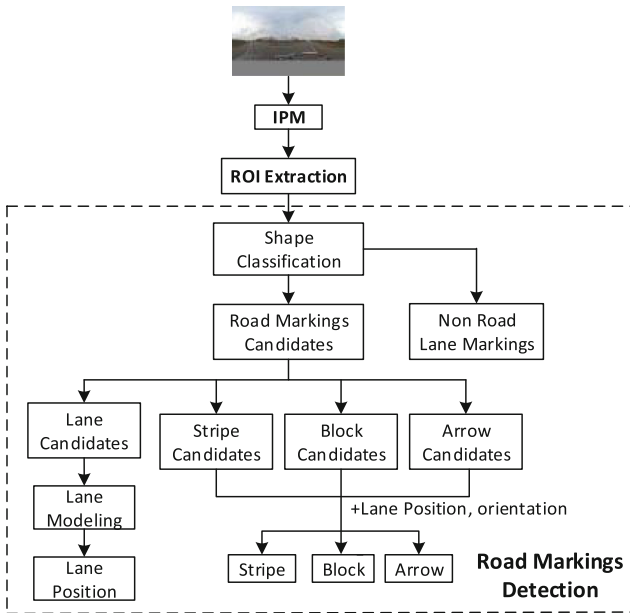 IPM
ROI Extraction
Shape
Classification
Road Markings
Candidates
Non Road
Lane Markings
Lane
Candidates
Stripe
Candidates
Block
Candidates
Arrow
Candidates
Lane
Modeling
+Lane Position, orientation
Lane
Position
Stripe
Block
Arrow
Road Markings
Detection